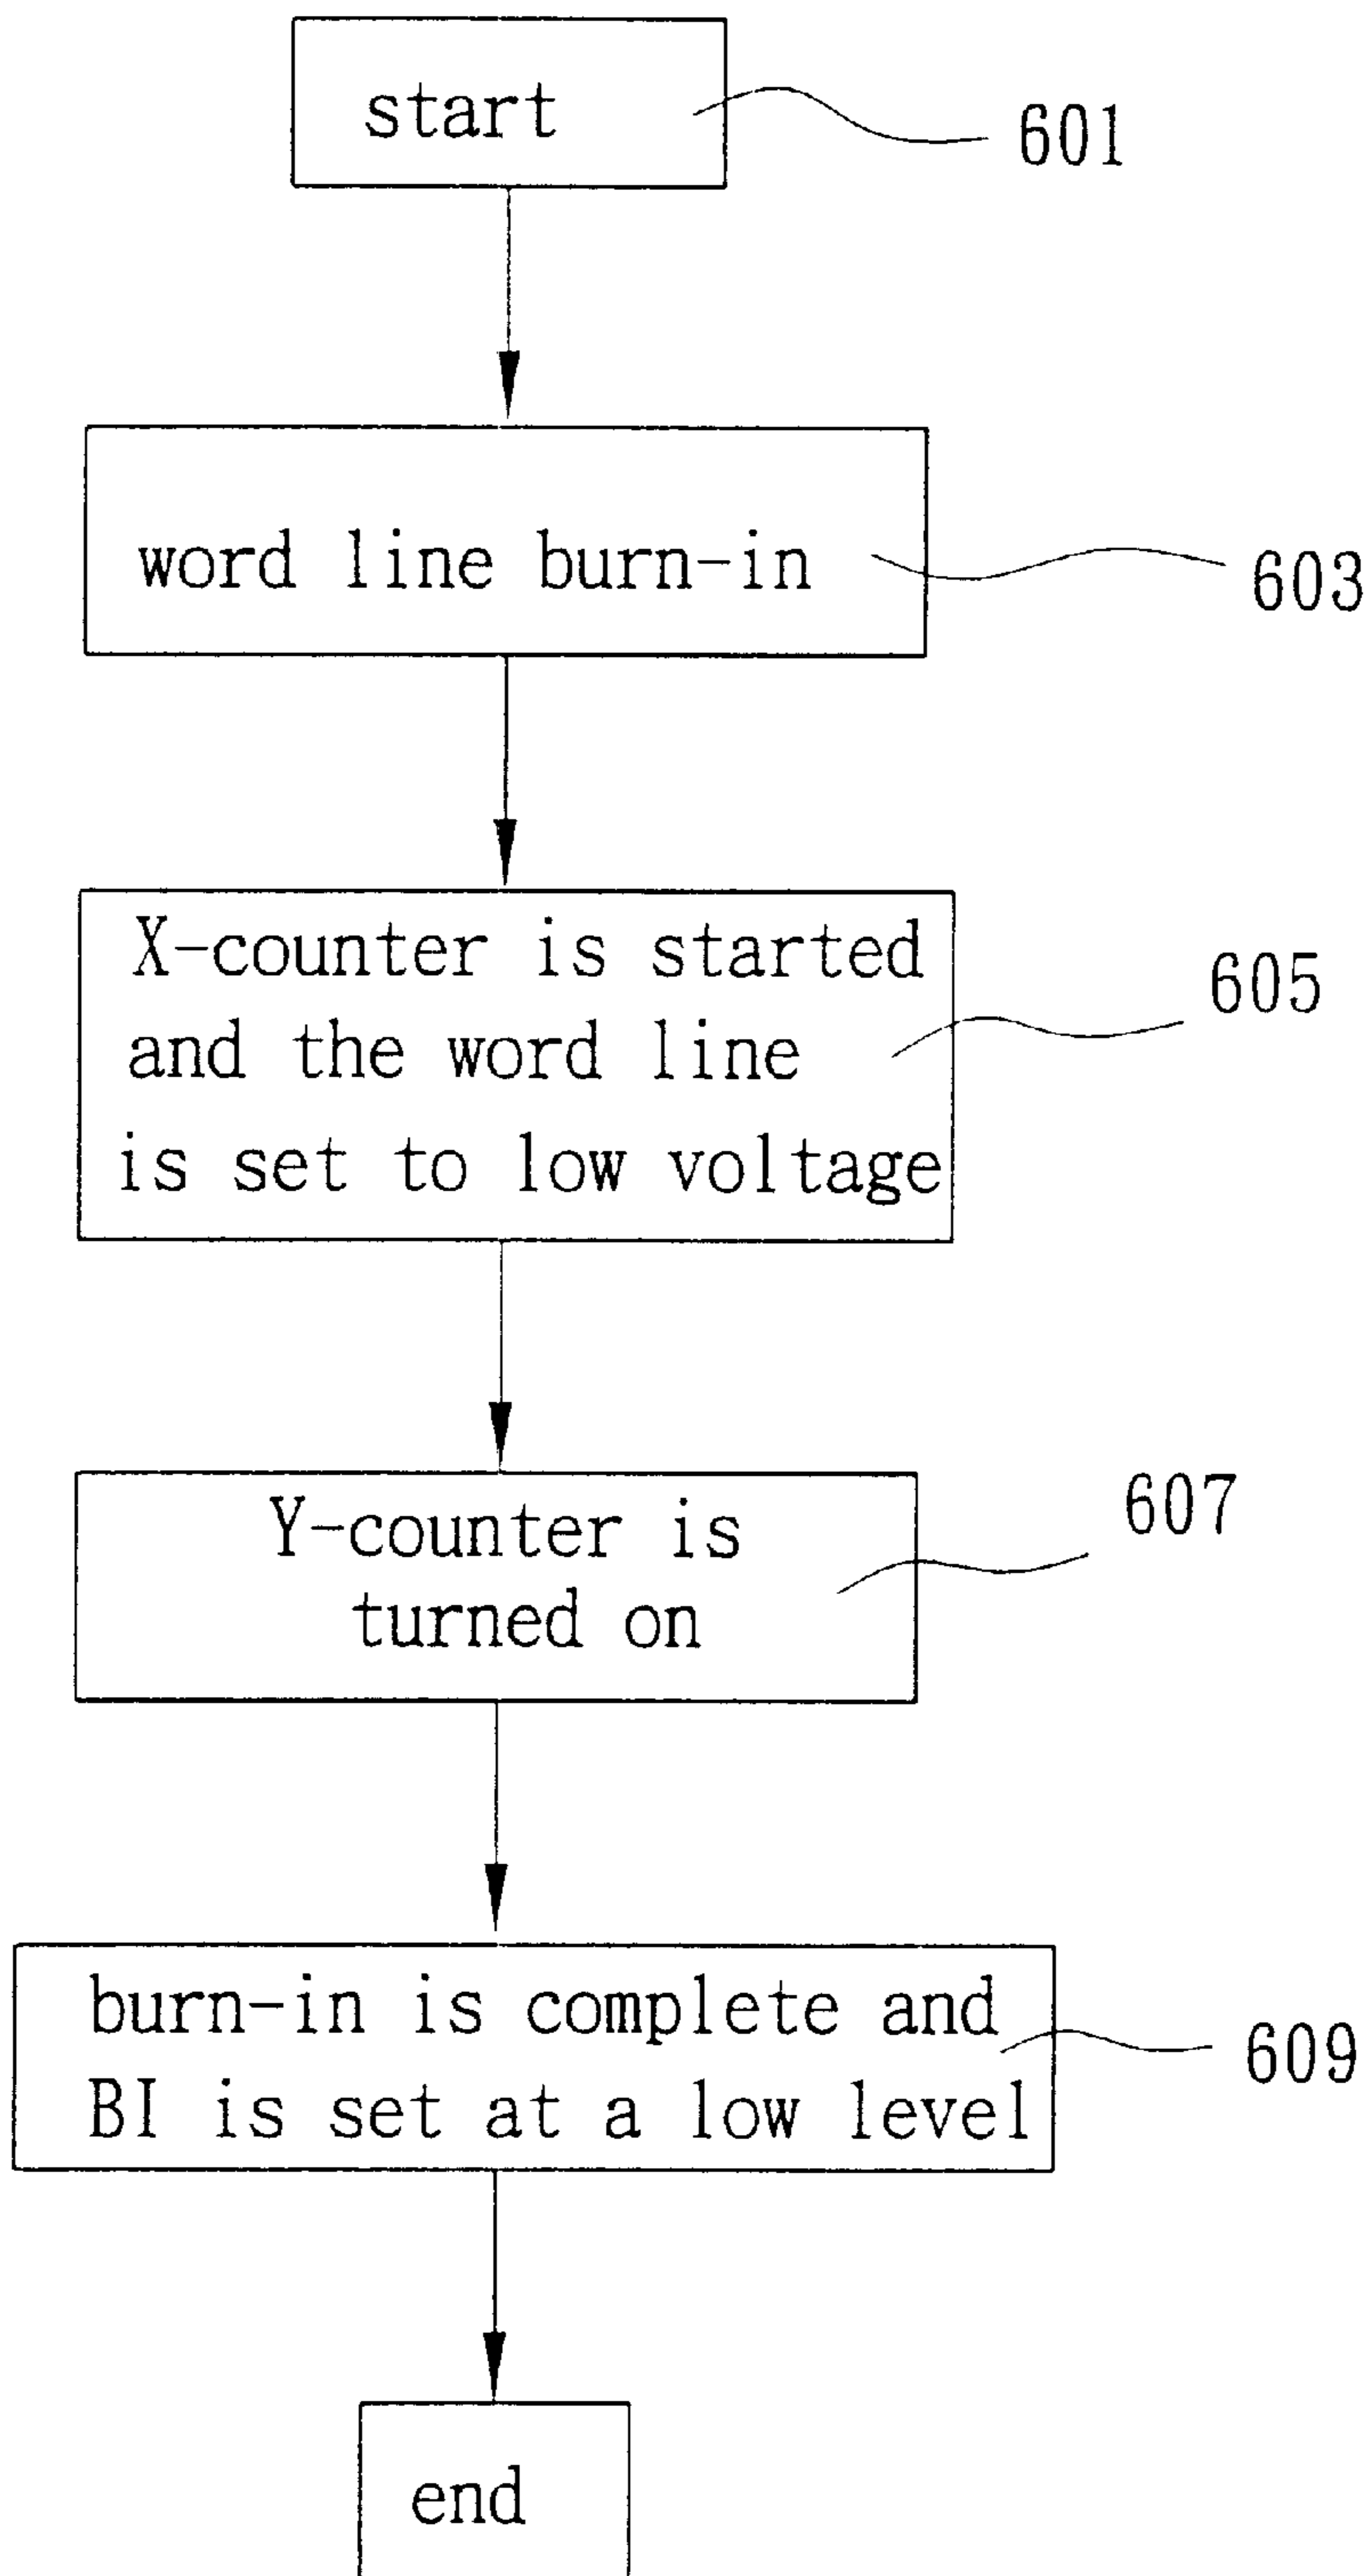 start
601
word line burn-in
603
X-counter is started
and the word line
is set to low voltage
605
Y-counter is
turned on
607
burn-in is complete and
BI is set at a low level
609
end